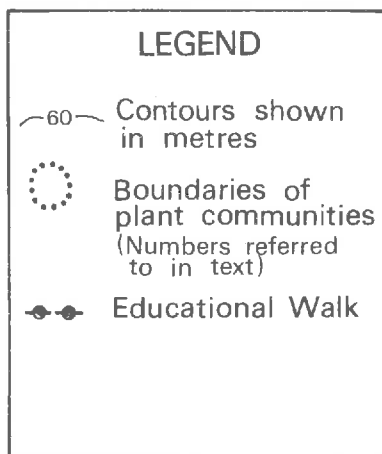 LEGEND
60 Contours shown
in metres
Boundaries of
plant communities
(Numbers referred
to in text)
Educational Walk